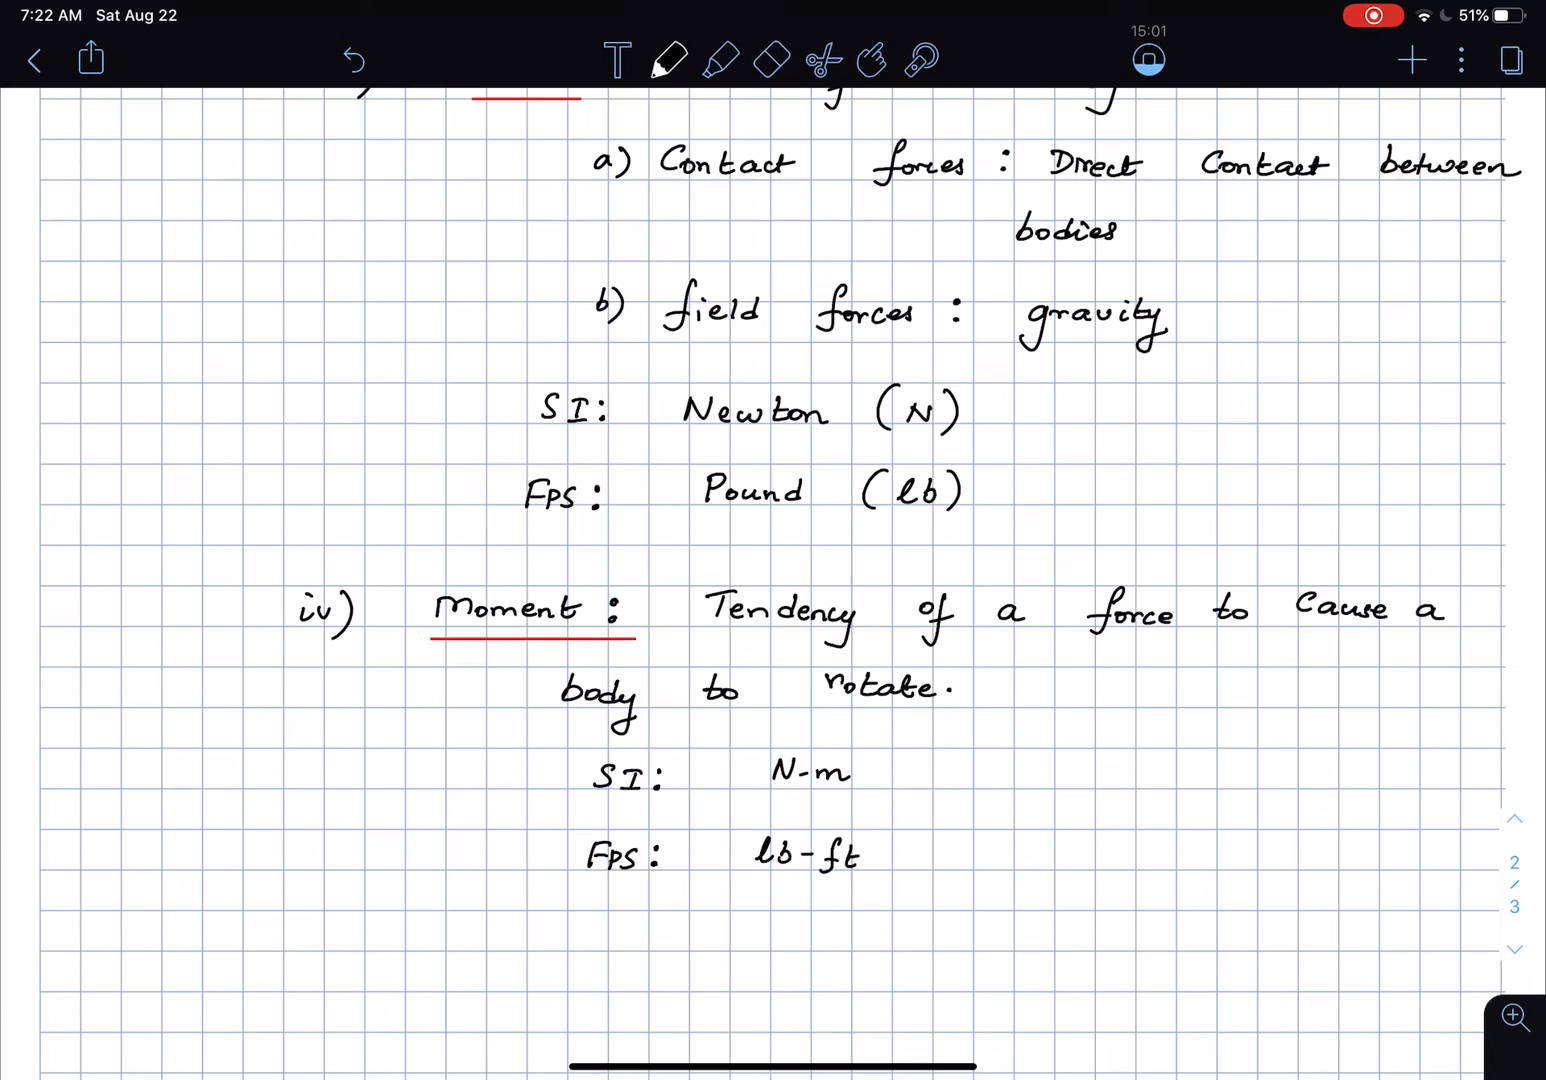 7:22 AM Sat Aug 22
51%
15:01
a) Contact forces : Direct Contact between
bodies
b) field forces : gravity
SI: Newton (N)
FPS: Pound (lb)
iv) Moment : Tendency of a force to Cause a
body to rotate.
SI: N-m
FPS: lb-ft
2
/
3